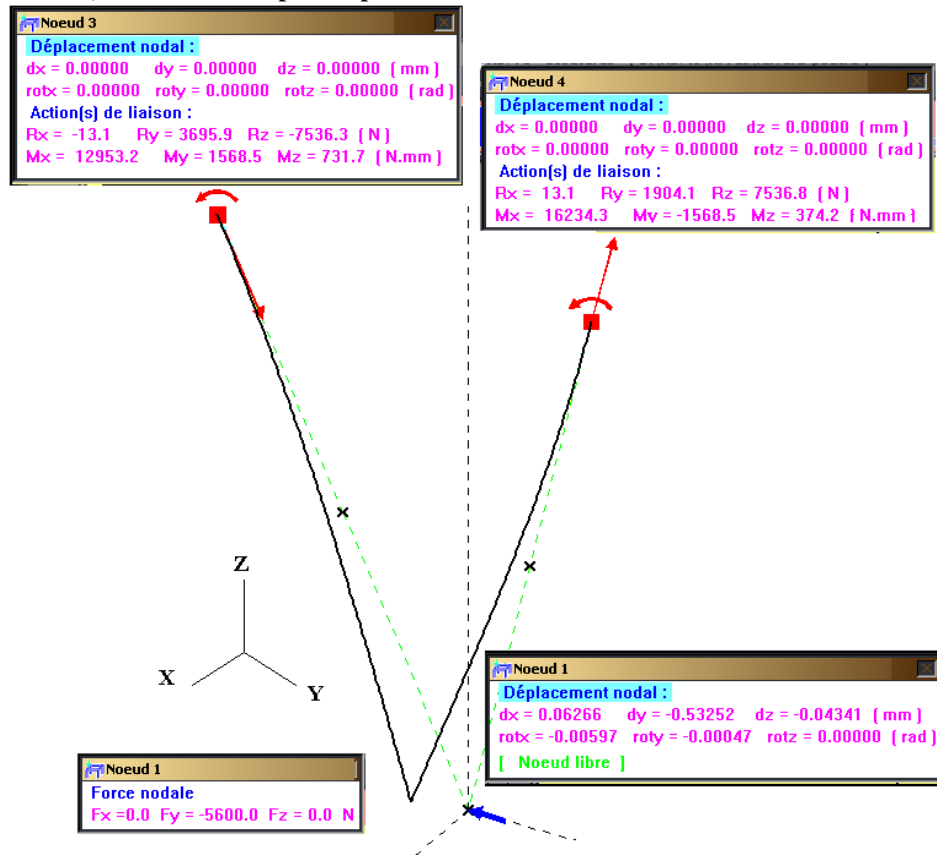 Noeud 3
Déplacement nodal :
dx = 0.00000 dy = 0.00000 dz = 0.00000 ( mm )
rotx = 0.00000 roty = 0.00000 rotz = 0.00000 ( rad )
Action(s) de liaison :
Rx = -13.1 Ry = 3695.9 Rz = -7536.3 ( N )
Mx = 12953.2 My = 1568.5 Mz = 731.7 ( N.mm )
Noeud 4
Déplacement nodal :
dx = 0.00000 dy = 0.00000 dz = 0.00000 ( mm )
rotx = 0.00000 roty = 0.00000 rotz = 0.00000 ( rad )
Action(s) de liaison :
Rx = 13.1 Ry = 1904.1 Rz = 7536.8 ( N )
Mx = 16234.3 My = -1568.5 Mz = 374.2 ( N.mm )
Z
X
Y
Noeud 1
Déplacement nodal :
dx = 0.06266 dy = -0.53252 dz = -0.04341 ( mm )
rotx = -0.00597 roty = -0.00047 rotz = 0.00000 ( rad )
[ Noeud libre ]
Noeud 1
Force nodale
Fx =0.0 Fy = -5600.0 Fz = 0.0 N